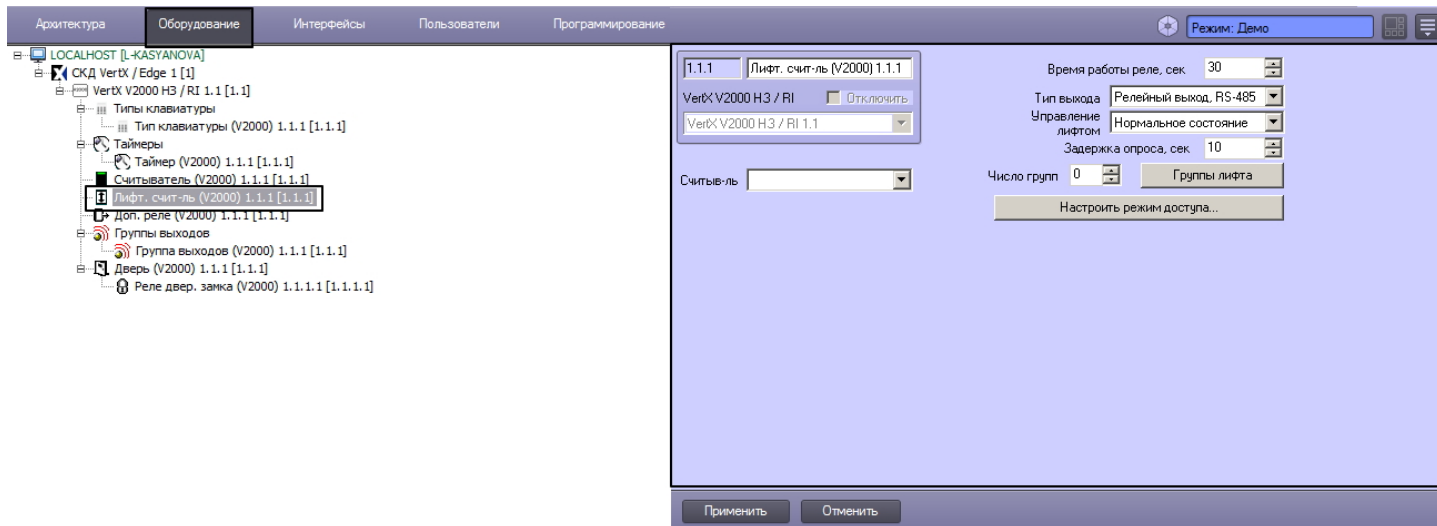 Архитектура Оборудование Интерфейсы Пользователи Программирование Режим: Демо
LOCALHOST [L-KASYANOVA]
СКД VertX / Edge 1 [1]
VertX V2000 H3 / RI 1.1 [1.1]
Типы клавиатуры
Тип клавиатуры (V2000) 1.1.1 [1.1.1]
Таймеры
Таймер (V2000) 1.1.1 [1.1.1]
Считыватель (V2000) 1.1.1 [1.1.1]
Лифт. счит-ль (V2000) 1.1.1 [1.1.1]
Доп. реле (V2000) 1.1.1 [1.1.1]
Группы выходов
Группа выходов (V2000) 1.1.1 [1.1.1]
Дверь (V2000) 1.1.1 [1.1.1]
Реле двер. замка (V2000) 1.1.1.1 [1.1.1.1]
1.1.1 Лифт. счит-ль (V2000) 1.1.1
VertX V2000 H3 / RI Отключить
VertX V2000 H3 / RI 1.1
Считыв-ль
Время работы реле, сек 30
Тип выхода Релейный выход, RS-485
Управление лифтом Нормальное состояние
Задержка опроса, сек 10
Число групп 0 Группы лифта
Настроить режим доступа...
Применить Отменить